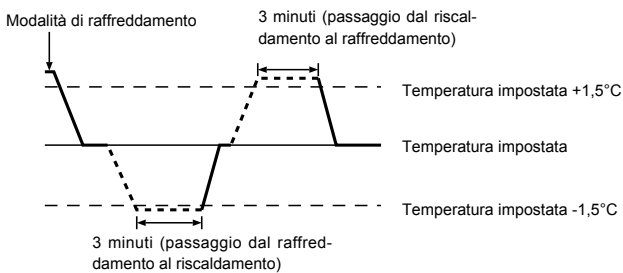 Modalità di raffreddamento
3 minuti (passaggio dal riscal-
damento al raffreddamento)
Temperatura impostata +1,5°C
Temperatura impostata
Temperatura impostata -1,5°C
3 minuti (passaggio dal raffred-
damento al riscaldamento)